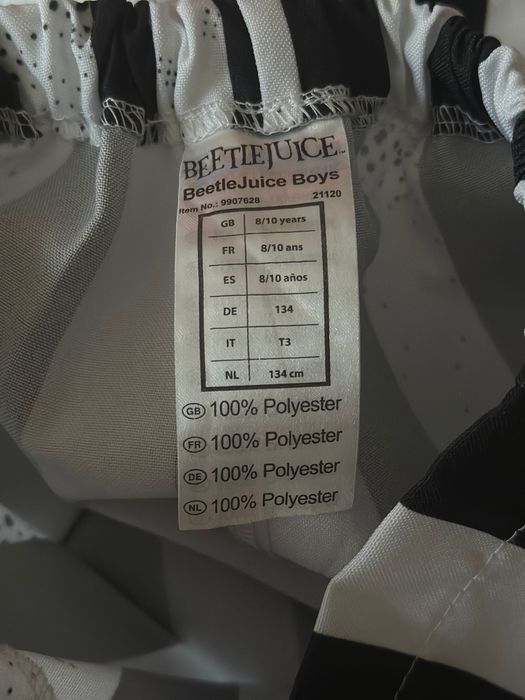 BEETLEJUICE™
BeetleJuice Boys
Item No.: 9907628 21120
GB 8/10 years
FR 8/10 ans
ES 8/10 años
DE 134
IT T3
NL 134 cm
GB 100% Polyester
FR 100% Polyester
DE 100% Polyester
NL 100% Polyester